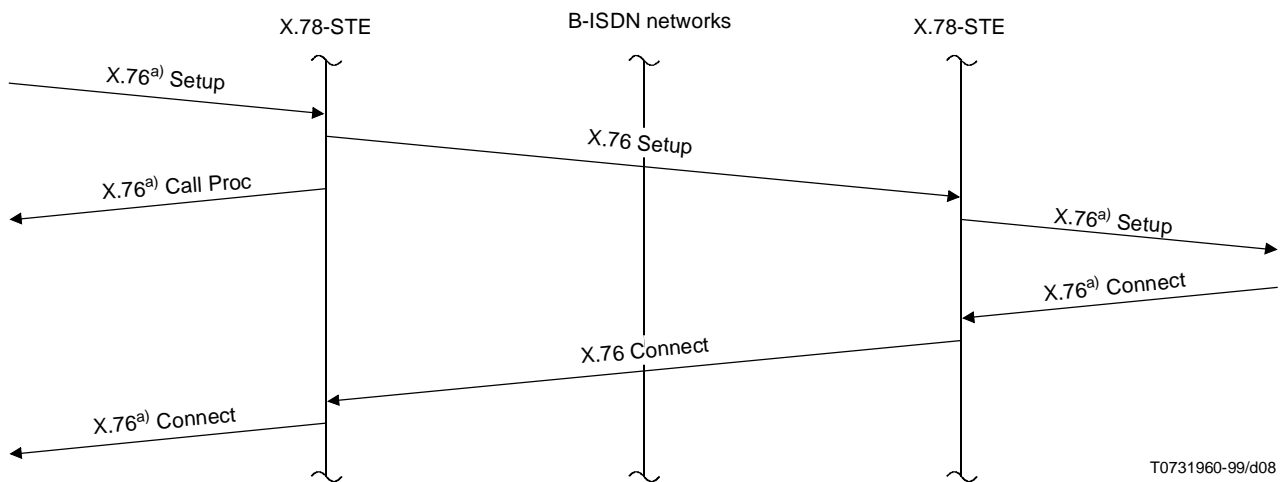 X.78-STE
B-ISDN networks
X.78-STE
X.76a) Setup
X.76 Setup
X.76a) Call Proc
X.76a) Setup
X.76a) Connect
X.76 Connect
X.76a) Connect
T0731960-99/d08